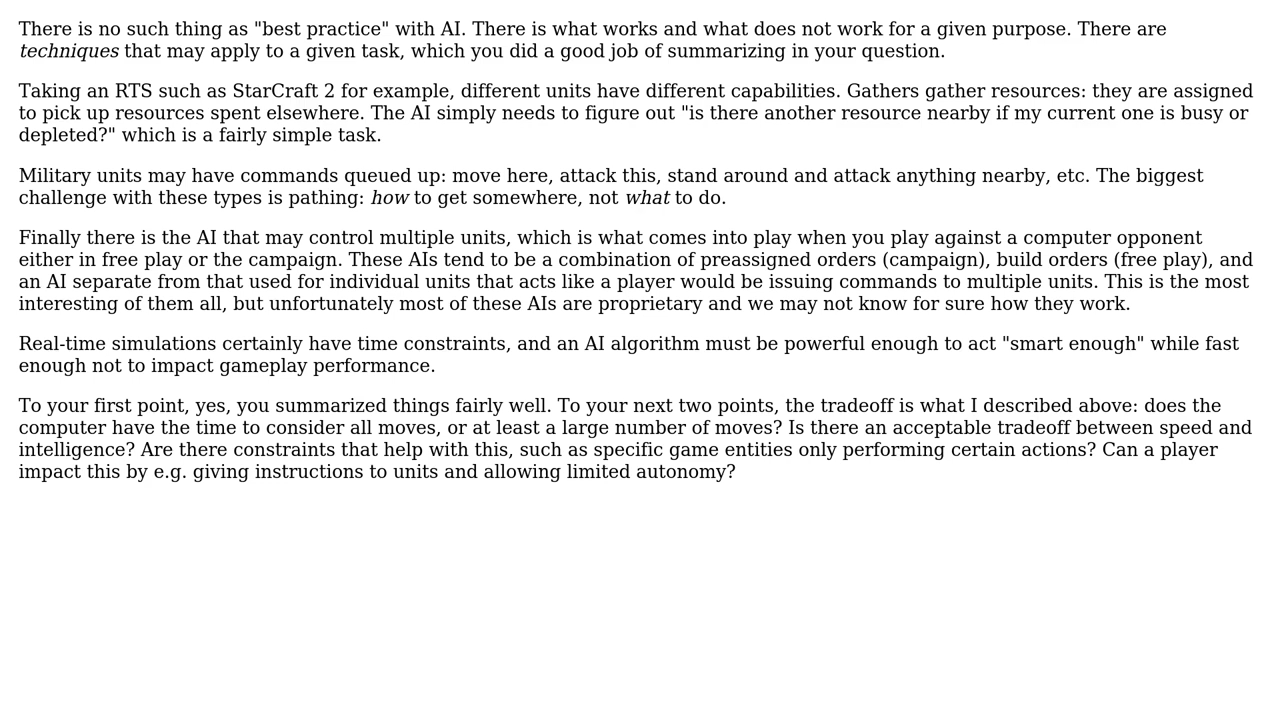 There is no such thing as "best practice" with AI. There is what works and what does not work for a given purpose. There are
techniques that may apply to a given task, which you did a good job of summarizing in your question.
Taking an RTS such as StarCraft 2 for example, different units have different capabilities. Gathers gather resources: they are assigned
to pick up resources spent elsewhere. The AI simply needs to figure out "is there another resource nearby if my current one is busy or
depleted?" which is a fairly simple task.
Military units may have commands queued up: move here, attack this, stand around and attack anything nearby, etc. The biggest
challenge with these types is pathing: how to get somewhere, not what to do.
Finally there is the AI that may control multiple units, which is what comes into play when you play against a computer opponent
either in free play or the campaign. These AIs tend to be a combination of preassigned orders (campaign), build orders (free play), and
an AI separate from that used for individual units that acts like a player would be issuing commands to multiple units. This is the most
interesting of them all, but unfortunately most of these AIs are proprietary and we may not know for sure how they work.
Real-time simulations certainly have time constraints, and an AI algorithm must be powerful enough to act "smart enough" while fast
enough not to impact gameplay performance.
To your first point, yes, you summarized things fairly well. To your next two points, the tradeoff is what I described above: does the
computer have the time to consider all moves, or at least a large number of moves? Is there an acceptable tradeoff between speed and
intelligence? Are there constraints that help with this, such as specific game entities only performing certain actions? Can a player
impact this by e.g. giving instructions to units and allowing limited autonomy?